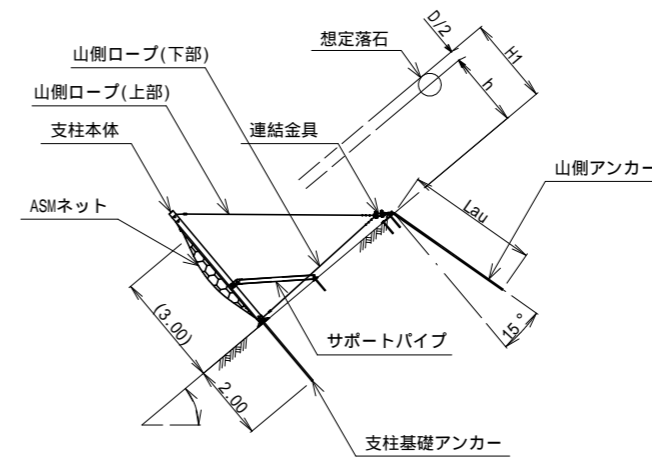 想定落石
D/2
H1
h
山側ロープ(下部)
山側ロープ(上部)
支柱本体
連結金具
山側アンカー
ASMネット
Lau
(3.00)
サポートパイプ
15°
2.00
支柱基礎アンカー